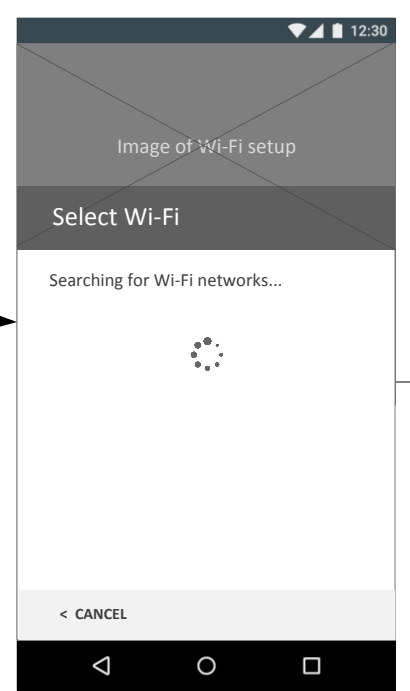 12:30
Image of Wi-Fi setup
Select Wi-Fi
Searching for Wi-Fi networks...
< CANCEL